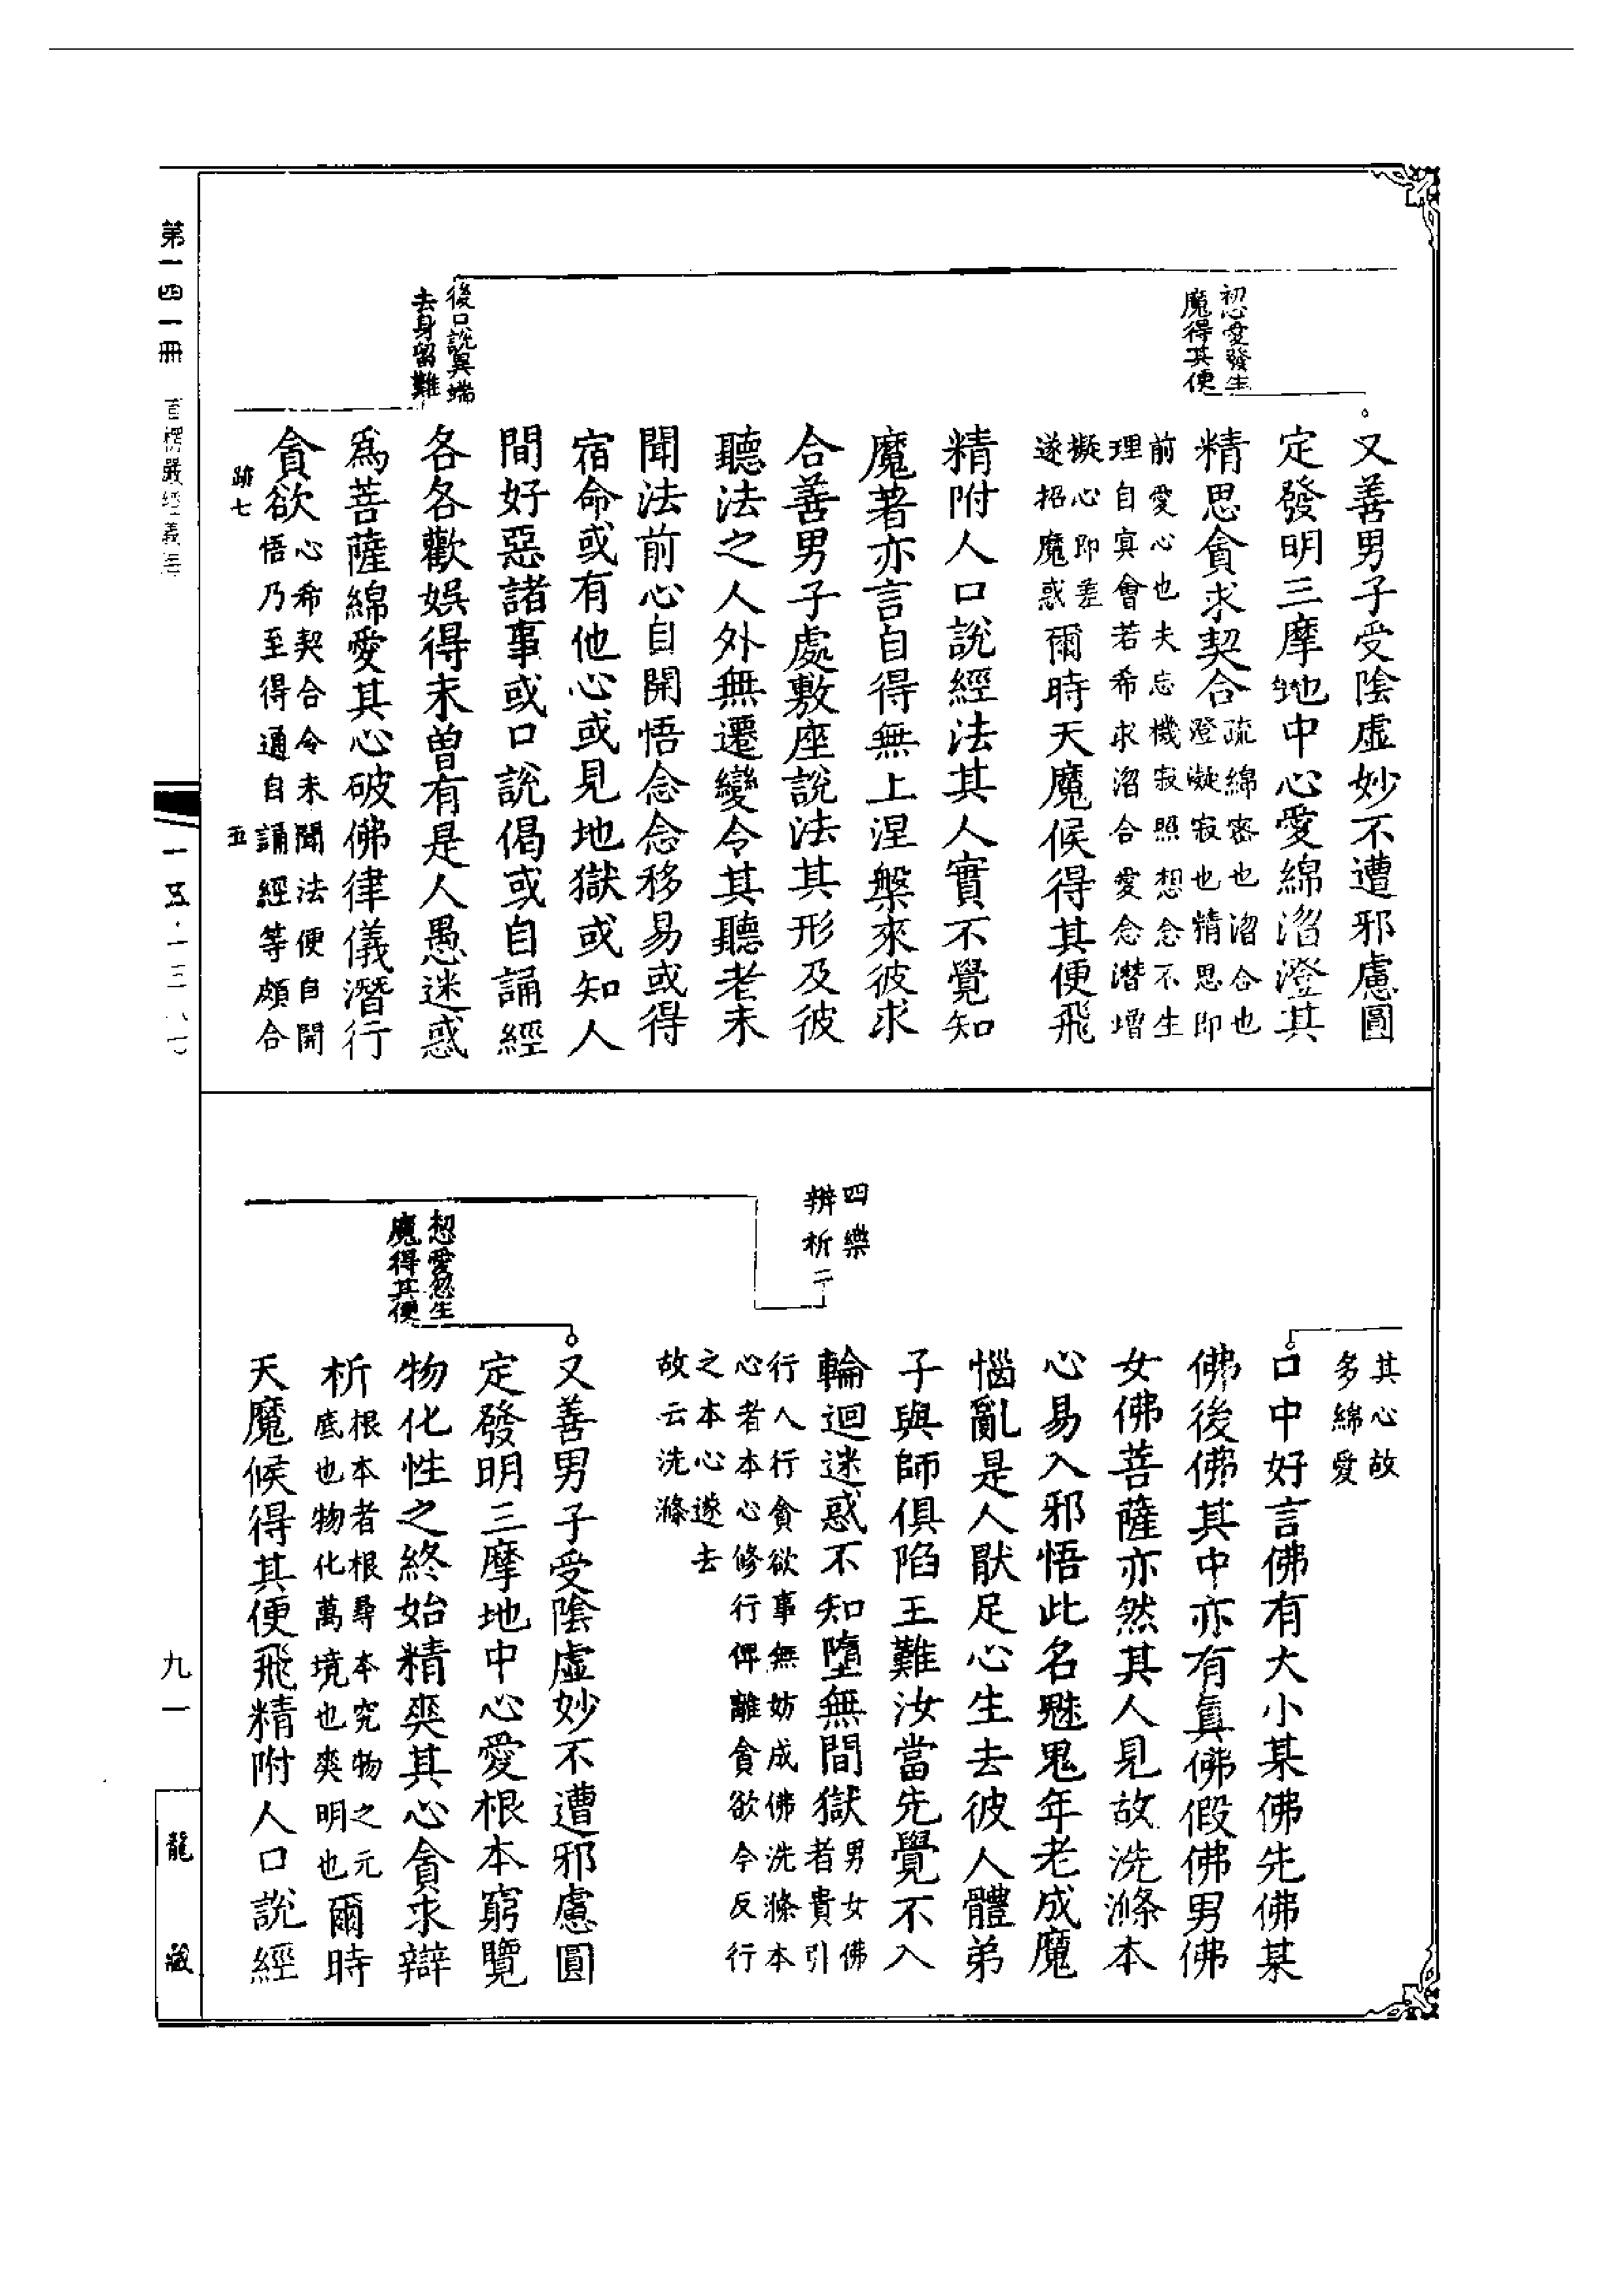 初愛發生
魔得其便
又善男子受陰虛妙不遭邪慮圓
定發明三摩地中心愛綿㳷澄其
精思貪求契合
疏綿密也㳷合也
澄凝寂也精思即
前愛心也夫忘機寂照想念不生
理自冥會若希求㳷合愛念潛增
擬心即差
遂招魔惑
爾時天魔候得其便飛
精附人口說經法其人實不覺知
魔著亦言自得無上涅槃來彼求
合善男子處敷座說法其形及彼
聽法之人外無遷變令其聽者未
聞法前心自開悟念念移易或得
宿命或有他心或見地獄或知人
間好惡諸事或口說偈或自誦經
各各歡娛得未曾有是人愚迷惑
後口說異端
去身留難
為菩薩綿愛其心破佛律儀潛行
貪欲
心希契合令未聞法便自開
悟乃至得通自誦經等頗合
跡七
五
其心故
多綿愛
口中好言佛有大小某佛先佛某
佛後佛其中亦有真佛假佛男佛
女佛菩薩亦然其人見故洗滌本
心易入邪悟此名魅鬼年老成魔
惱亂是人厭足心生去彼人體弟
子與師俱陷王難汝當先覺不入
輪迴迷惑不知墮無間獄
男女佛
者貴引
行人行貪欲事無妨成佛洗滌本
心者本心修行俾離貪欲今反行
之本心遂去
故云洗滌
四樂
辨析二
初愛忽生
魔得其便
又善男子受陰虛妙不遭邪慮圓
定發明三摩地中心愛根本窮覽
物化性之終始精爽其心貪求辯
析
根本者根尋本究物之元
底也物化萬境也爽明也
爾時
天魔候得其便飛精附人口說經
第一四一冊
楞嚴經義
一五·一三八七
九一
龍藏